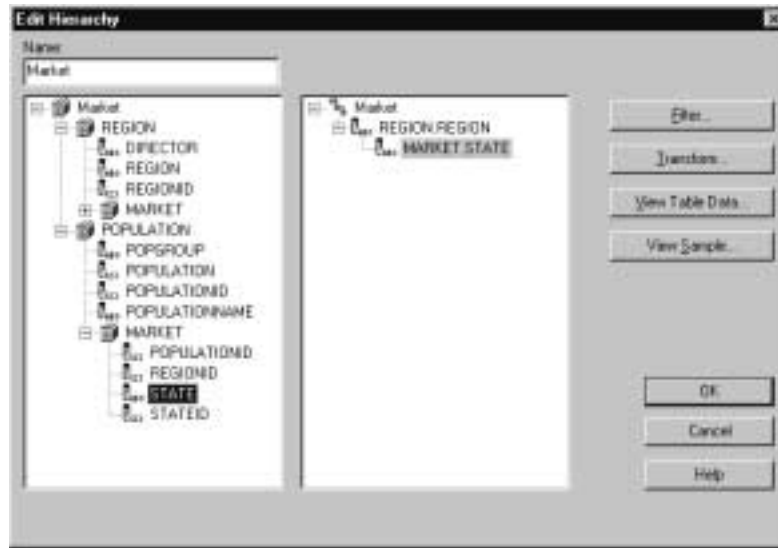 Edit Hierarchy
Name:
Market
Market
REGION
DIRECTOR
REGION
REGIONID
MARKET
POPULATION
POPGROUP
POPULATION
POPULATIONID
POPULATIONNAME
MARKET
POPULATIONID
REGIONID
STATE
STATEID
Market
REGION.REGION
MARKET.STATE
Filter...
Transform...
View Table Data...
View Sample...
OK
Cancel
Help